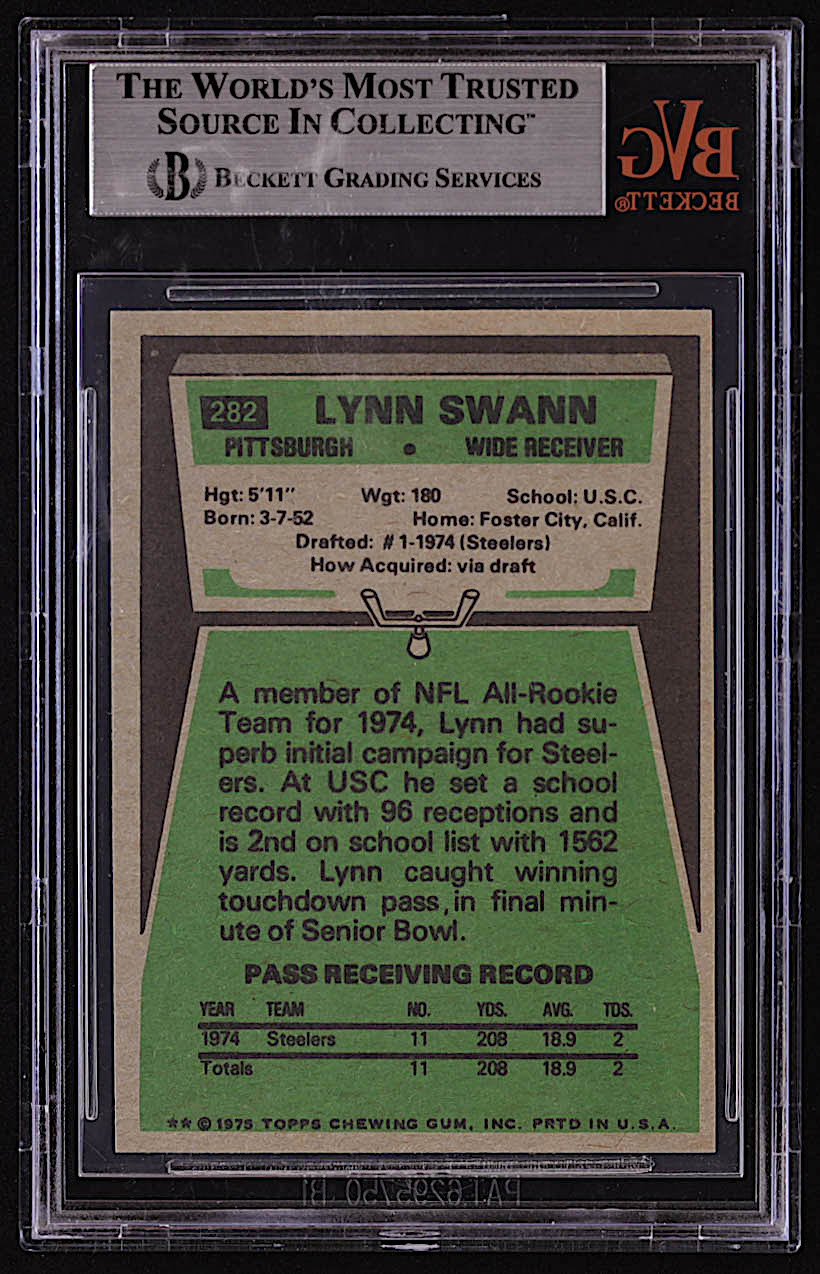 THE WORLD'S MOST TRUSTED
SOURCE IN COLLECTING™
B BECKETT GRADING SERVICES
BVG
BECKETT®
282 LYNN SWANN
PITTSBURGH • WIDE RECEIVER
Hgt: 5'11" Wgt: 180 School: U.S.C.
Born: 3-7-52 Home: Foster City, Calif.
Drafted: #1-1974 (Steelers)
How Acquired: via draft
A member of NFL All-Rookie
Team for 1974, Lynn had su-
perb initial campaign for Steel-
ers. At USC he set a school
record with 96 receptions and
is 2nd on school list with 1562
yards. Lynn caught winning
touchdown pass, in final min-
ute of Senior Bowl.
PASS RECEIVING RECORD
YEAR TEAM NO. YDS. AVG. TDS.
1974 Steelers 11 208 18.9 2
Totals 11 208 18.9 2
** © 1975 TOPPS CHEWING GUM, INC. PRTD IN U.S.A.